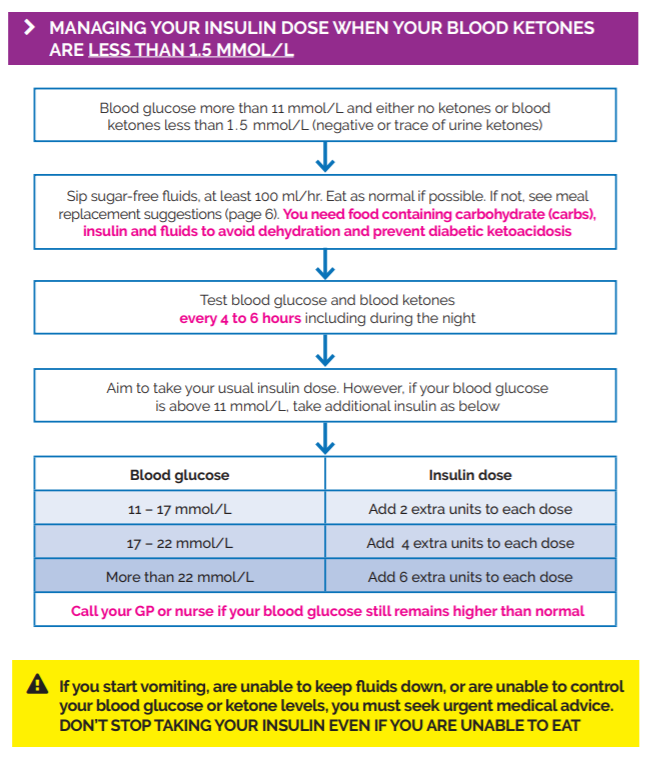 MANAGING YOUR INSULIN DOSE WHEN YOUR BLOOD KETONES
ARE LESS THAN 1.5 MMOL/L
Blood glucose more than 11 mmol/L and either no ketones or blood
ketones less than 1.5 mmol/L (negative or trace of urine ketones)
Sip sugar-free fluids, at least 100 ml/hr. Eat as normal if possible. If not, see meal
replacement suggestions (page 6). You need food containing carbohydrate (carbs),
insulin and fluids to avoid dehydration and prevent diabetic ketoacidosis
Test blood glucose and blood ketones
every 4 to 6 hours including during the night
Aim to take your usual insulin dose. However, if your blood glucose
is above 11 mmol/L, take additional insulin as below
Blood glucose Insulin dose
11 – 17 mmol/L Add 2 extra units to each dose
17 – 22 mmol/L Add 4 extra units to each dose
More than 22 mmol/L Add 6 extra units to each dose
Call your GP or nurse if your blood glucose still remains higher than normal
If you start vomiting, are unable to keep fluids down, or are unable to control
your blood glucose or ketone levels, you must seek urgent medical advice.
DON'T STOP TAKING YOUR INSULIN EVEN IF YOU ARE UNABLE TO EAT